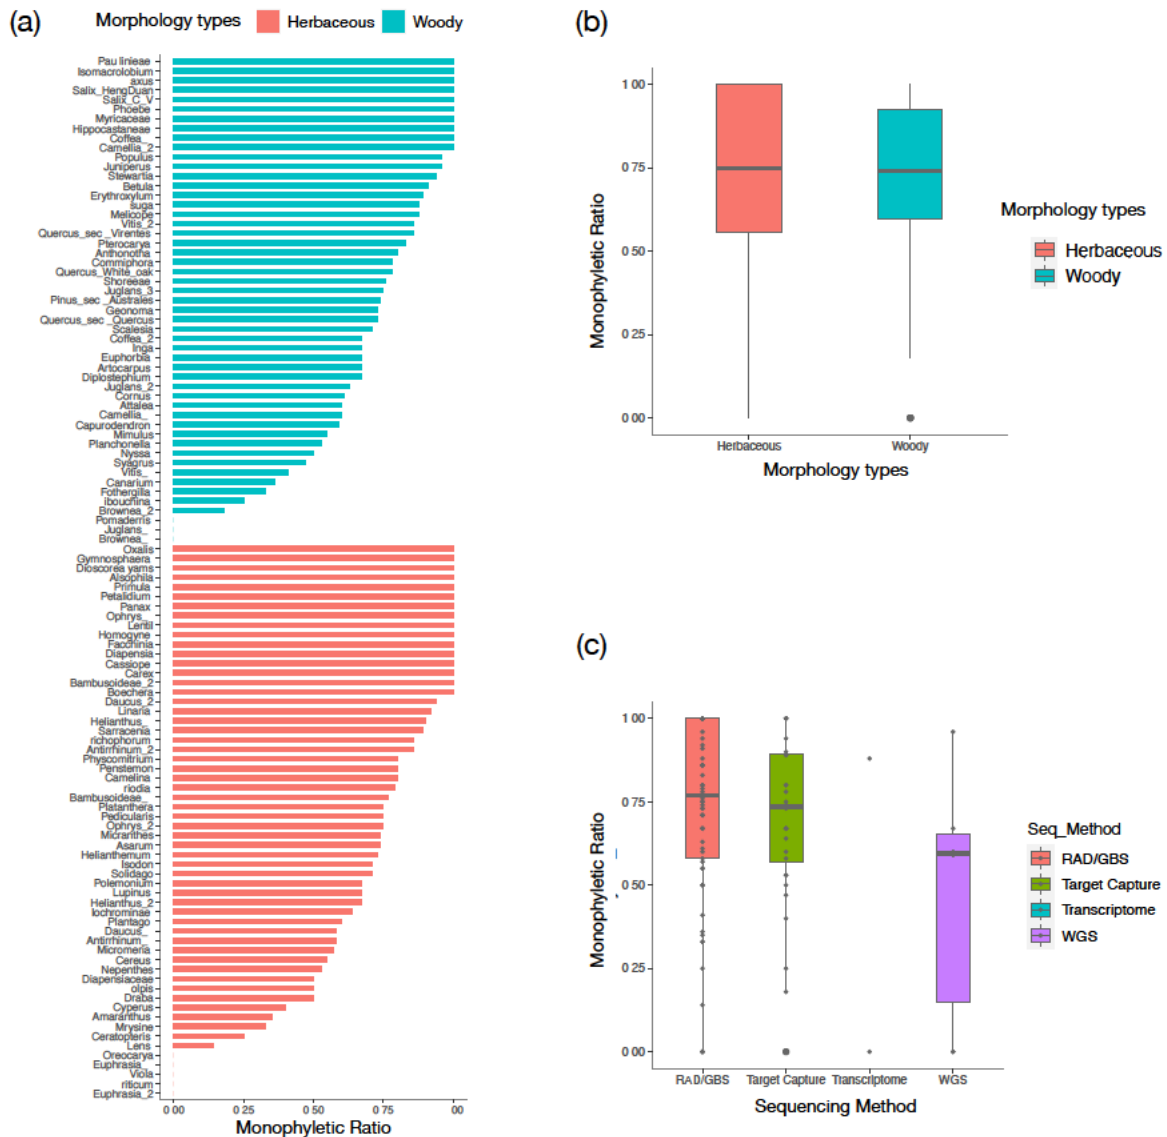 (a)
Morphology types Herbaceous Woody
Pau linieae
Isomacrolobium
axus
Salix_HengDuan
Salix_C_V
Phoebe
Myricaceae
Hippocastaneae
Coffea_
Camellia_2
Populus
Juniperus
Stewartia
Betula
Erythroxylum
suga
Melicope
Vitis_2
Quercus_sec _Virentes
Pterocarya
Anthonotha
Commiphora
Quercus_White_oak
Shoreeae
Juglans_3
Pinus_sec _Australes
Geonoma
Quercus_sec _Quercus
Scalesia
Coffea_2
Inga
Euphorbia
Artocarpus
Diplostephium
Juglans_2
Cornus
Attalea
Camellia_
Capurodendron
Mimulus
Planchonella
Nyssa
Syagrus
Vitis_
Canarium
Fothergilla
ibouchina
Brownea_2
Pomaderris
Juglans_
Brownea_
Oxalis
Gymnosphaera
Dioscorea yams
Alsophila
Primula
Petalidium
Panax
Ophrys_
Lentil
Homogyne
Facchinia
Diapensia
Cassiope
Carex
Bambusoideae_2
Boechera
Daucus_2
Linaria
Helianthus_
Sarracenia
richophorum
Antirrhinum_2
Physcomitrium
Penstemon
Camelina
riodia
Bambusoideae_
Platanthera
Pedicularis
Ophrys_2
Micranthes
Asarum
Helianthemum
Isodon
Solidago
Polemonium
Lupinus
Helianthus_2
Iochrominae
Plantago
Daucus_
Antirrhinum_
Micromeria
Cereus
Nepenthes
Diapensiaceae
olpis
Draba
Cyperus
Amaranthus
Mrysine
Ceratopteris
Lens
Oreocarya
Euphrasia_
Viola
riticum
Euphrasia_2
0 00 0 25 0 50 0 75 00
Monophyletic Ratio
(b)
Monophyletic Ratio
1 00
0 75
0 50
0 25
0 00
Herbaceous Woody
Morphology types
Morphology types
Herbaceous
Woody
(c)
Monophyletic Ratio
1 00
0 75
0 50
0 25
0 00
RAD/GBS Target Capture Transcriptome WGS
Sequencing Method
Seq_Method
RAD/GBS
Target Capture
Transcriptome
WGS